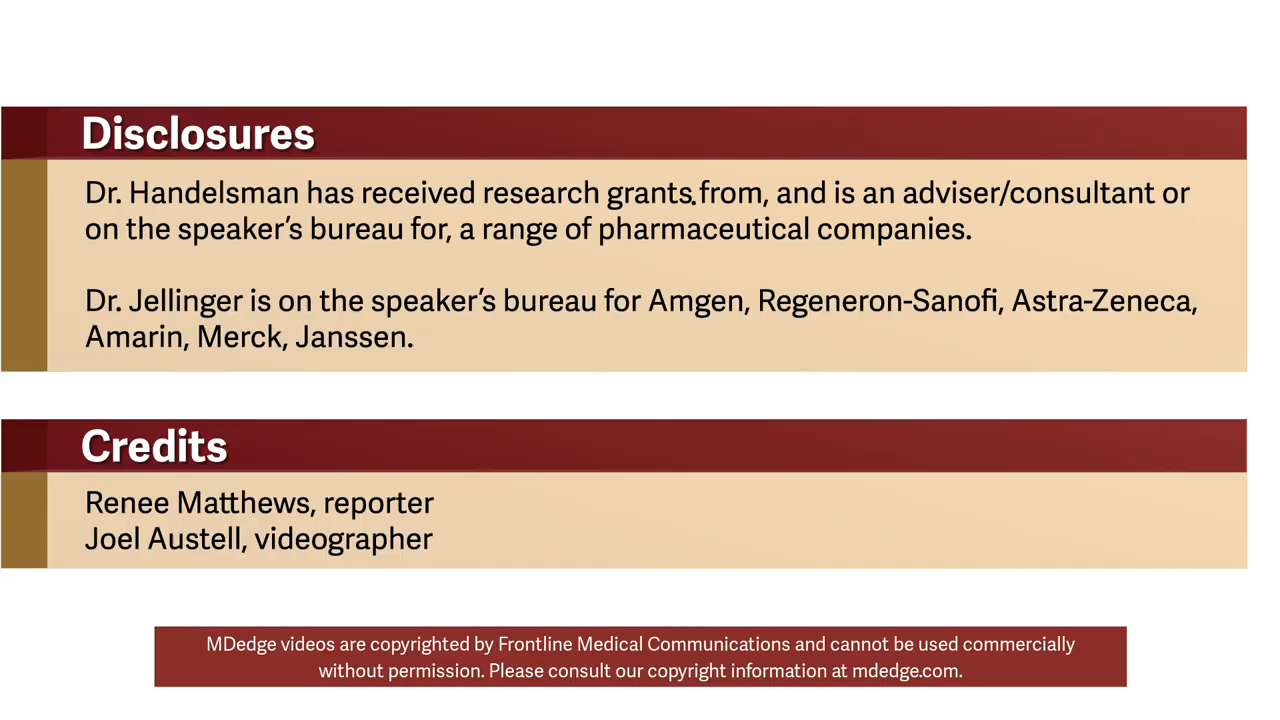 Disclosures
Dr. Handelsman has received research grants from, and is an adviser/consultant or
on the speaker's bureau for, a range of pharmaceutical companies.
Dr. Jellinger is on the speaker's bureau for Amgen, Regeneron-Sanofi, Astra-Zeneca,
Amarin, Merck, Janssen.
Credits
Renee Matthews, reporter
Joel Austell, videographer
MDedge videos are copyrighted by Frontline Medical Communications and cannot be used commercially
without permission. Please consult our copyright information at mdedge.com.